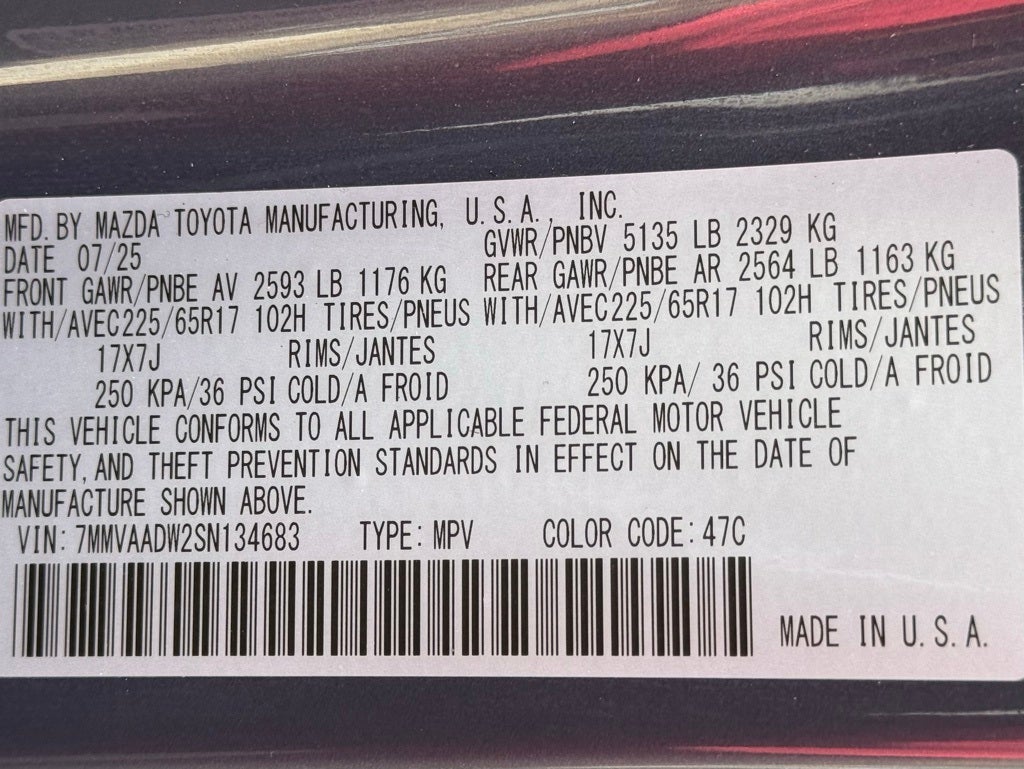 MFD. BY MAZDA TOYOTA MANUFACTURING, U.S.A., INC.
DATE 07/25
GVWR/PNBV 5135 LB 2329 KG
FRONT GAWR/PNBE AV 2593 LB 1176 KG
REAR GAWR/PNBE AR 2564 LB 1163 KG
WITH/AVEC225/65R17 102H TIRES/PNEUS
WITH/AVEC225/65R17 102H TIRES/PNEUS
17X7J RIMS/JANTES
17X7J RIMS/JANTES
250 KPA/36 PSI COLD/A FROID
250 KPA/ 36 PSI COLD/A FROID
THIS VEHICLE CONFORMS TO ALL APPLICABLE FEDERAL MOTOR VEHICLE
SAFETY, AND THEFT PREVENTION STANDARDS IN EFFECT ON THE DATE OF
MANUFACTURE SHOWN ABOVE.
VIN: 7MMVAADW2SN134683 TYPE: MPV COLOR CODE: 47C
MADE IN U.S.A.